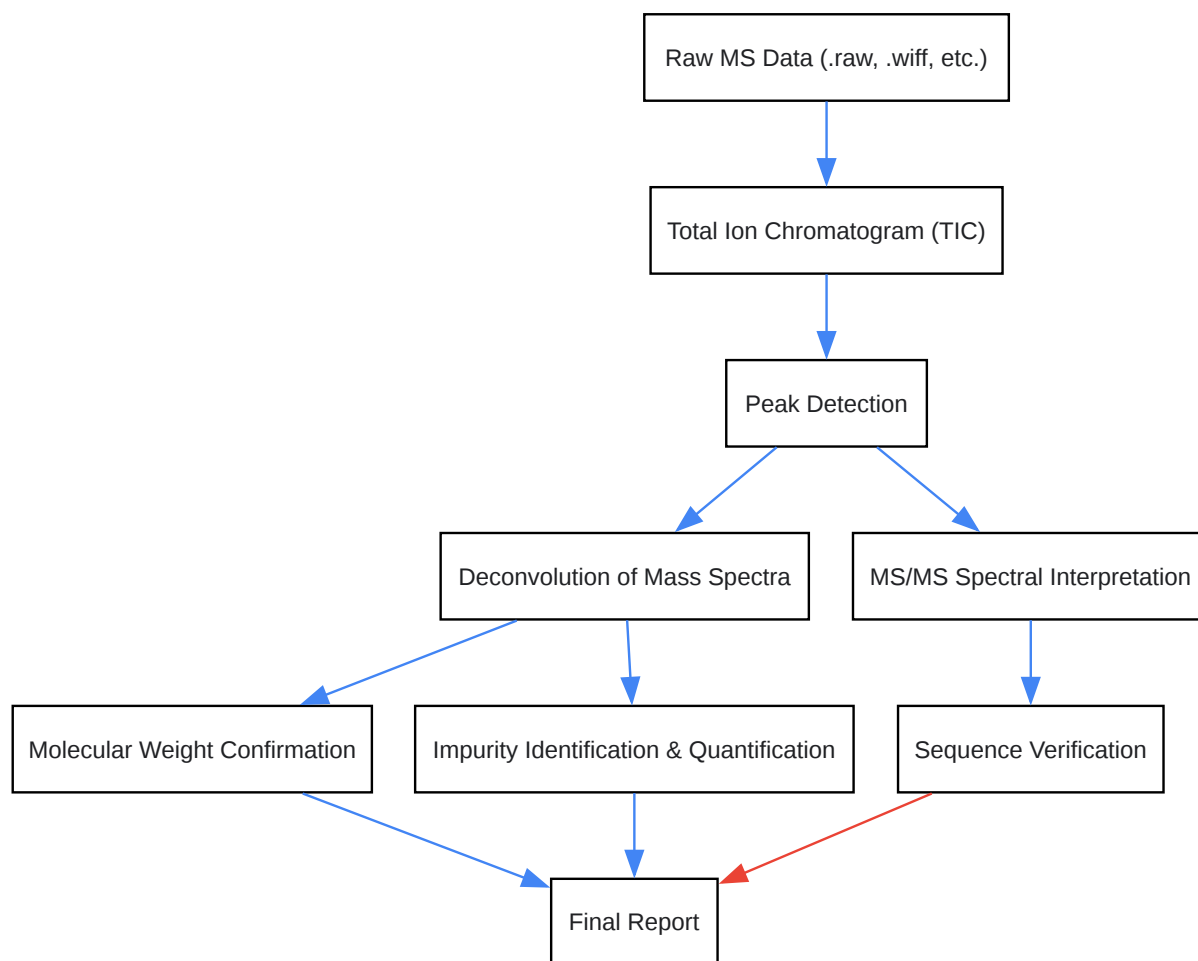 Raw MS Data (.raw, .wiff, etc.)
Total Ion Chromatogram (TIC)
Peak Detection
Deconvolution of Mass Spectra
MS/MS Spectral Interpretation
Molecular Weight Confirmation
Impurity Identification & Quantification
Sequence Verification
Final Report